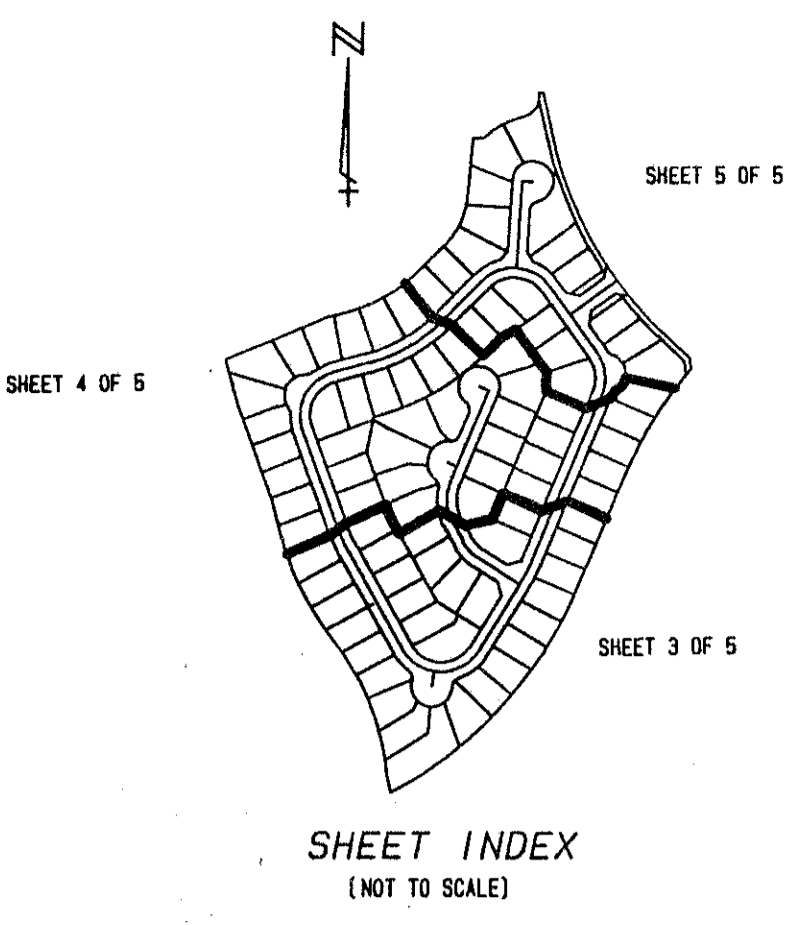 N
SHEET 5 OF 5
SHEET 4 OF 5
SHEET 3 OF 5
SHEET INDEX
(NOT TO SCALE)